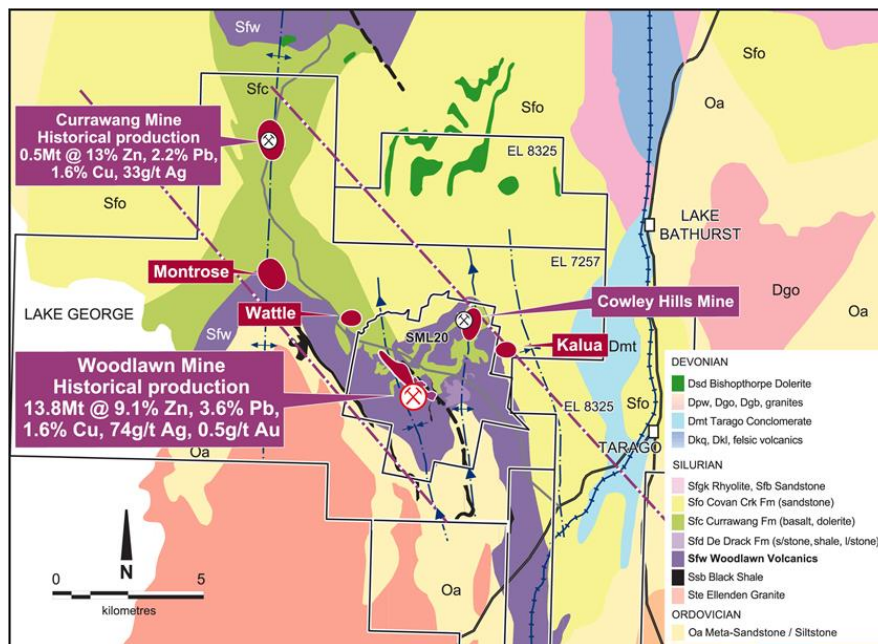 Sfw
Sfo
Oa
Sfc
Sfo
Currawang Mine
Historical production
0.5Mt @ 13% Zn, 2.2% Pb,
1.6% Cu, 33g/t Ag
EL 8325
Sfo
LAKE
BATHURST
EL 7257
Dgo
Montrose
LAKE GEORGE
Wattle
Cowley Hills Mine
Oa
Sfw
SML20
Kalua
Dmt
Woodlawn Mine
Historical production
13.8Mt @ 9.1% Zn, 3.6% Pb,
1.6% Cu, 74g/t Ag, 0.5g/t Au
EL 8325
Sfo
TARAGO
Oa
Oa
N
0 5
kilometres
DEVONIAN
Dsd Bishopthorpe Dolerite
Dpw, Dgo, Dgb, granites
Dmt Tarago Conclomerate
Dkq, Dkl, felsic volcanics
SILURIAN
Sfgk Rhyolite, Sfb Sandstone
Sfo Covan Crk Fm (sandstone)
Sfc Currawang Fm (basalt, dolerite)
Sfd De Drack Fm (s/stone, shale, l/stone)
Sfw Woodlawn Volcanics
Ssb Black Shale
Ste Ellenden Granite
ORDOVICIAN
Oa Meta-Sandstone / Siltstone